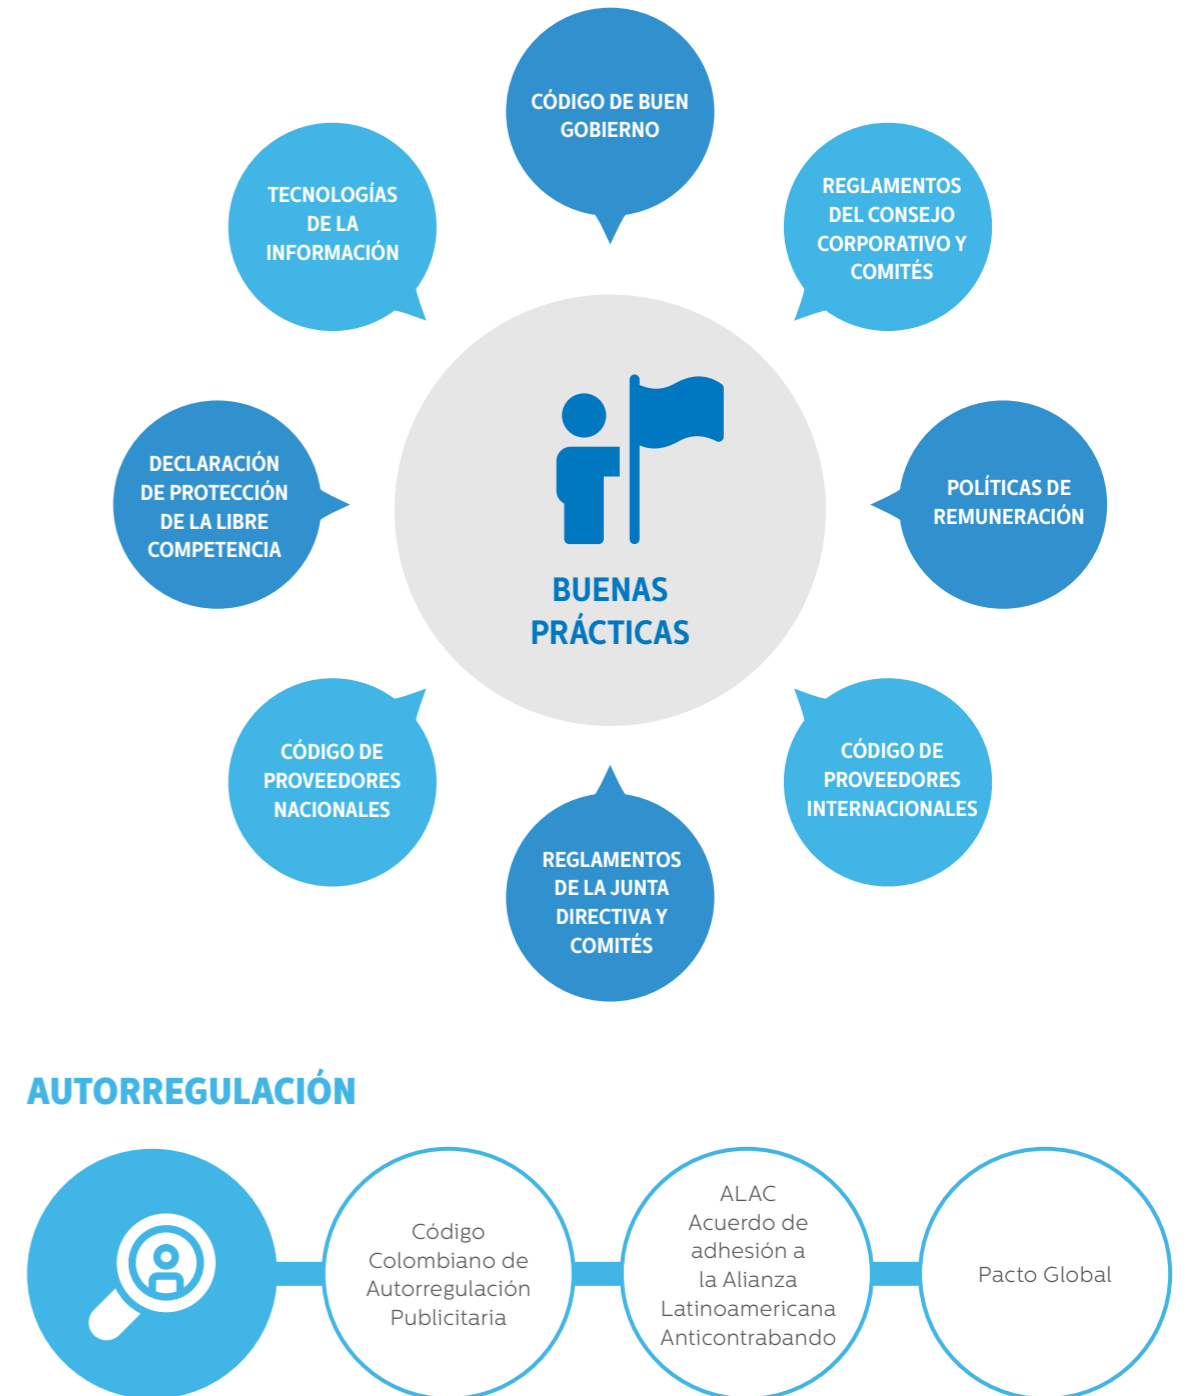 CÓDIGO DE BUEN
GOBIERNO
TECNOLOGÍAS
DE LA
INFORMACIÓN
REGLAMENTOS
DEL CONSEJO
CORPORATIVO Y
COMITÉS
DECLARACIÓN
DE PROTECCIÓN
DE LA LIBRE
COMPETENCIA
POLÍTICAS DE
REMUNERACIÓN
BUENAS
PRÁCTICAS
CÓDIGO DE
PROVEEDORES
NACIONALES
CÓDIGO DE
PROVEEDORES
INTERNACIONALES
REGLAMENTOS
DE LA JUNTA
DIRECTIVA Y
COMITÉS
AUTORREGULACIÓN
Código
Colombiano de
Autorregulación
Publicitaria
ALAC
Acuerdo de
adhesión a
la Alianza
Latinoamericana
Anticontrabando
Pacto Global